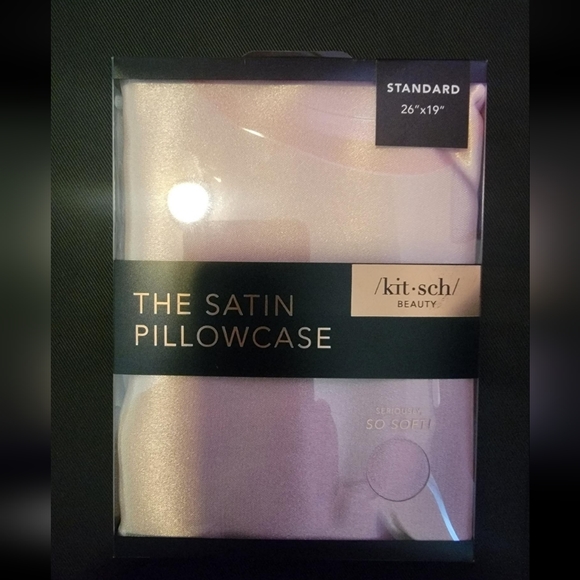 STANDARD
26"x19"
/kit·sch/
BEAUTY
THE SATIN
PILLOWCASE
SERIOUSLY
SO SOFT!